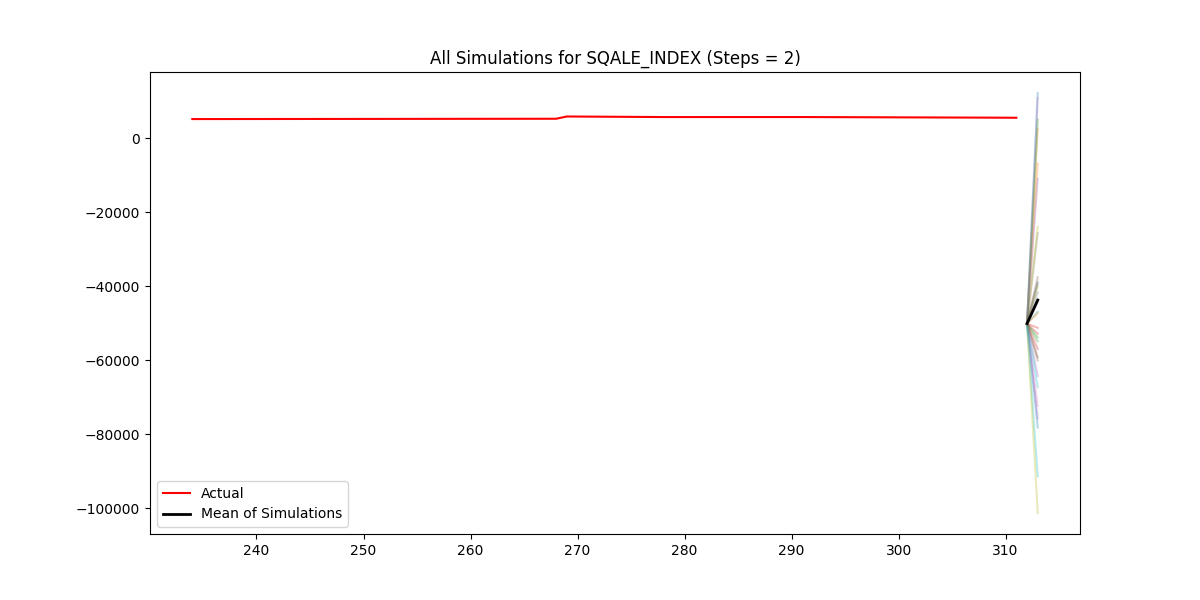 All Simulations for SQALE_INDEX (Steps = 2)
0
−20000
−40000
−60000
−80000
−100000
Actual
Mean of Simulations
240 250 260 270 280 290 300 310